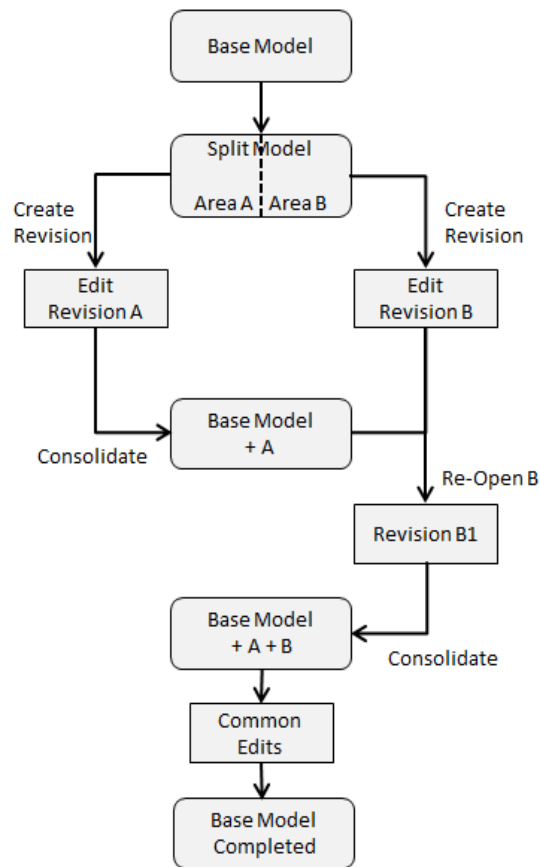 Base Model
Split Model
Area A Area B
Create
Revision
Create
Revision
Edit
Revision A
Edit
Revision B
Base Model
+ A
Consolidate
Re-Open B
Revision B1
Base Model
+ A + B
Consolidate
Common
Edits
Base Model
Completed